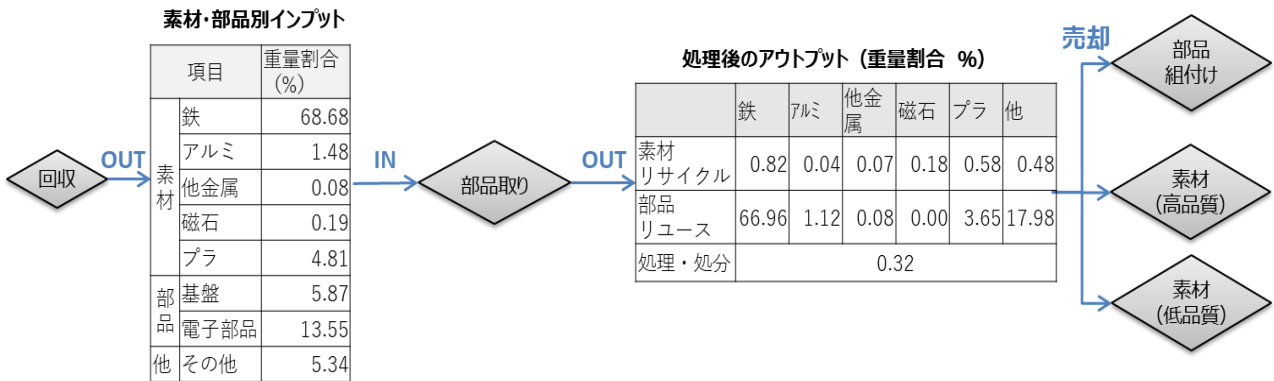 素材・部品別インプット
項目 重量割合
(%)
素材 鉄 68.68
アルミ 1.48
他金属 0.08
磁石 0.19
プラ 4.81
部品 基盤 5.87
電子部品 13.55
他 その他 5.34
回収
OUT
IN
部品取り
OUT
処理後のアウトプット（重量割合 %）
鉄 アルミ 他金属 磁石 プラ 他
素材
リサイクル 0.82 0.04 0.07 0.18 0.58 0.48
部品
リユース 66.96 1.12 0.08 0.00 3.65 17.98
処理・処分 0.32
売却
部品
組付け
素材
（高品質）
素材
（低品質）